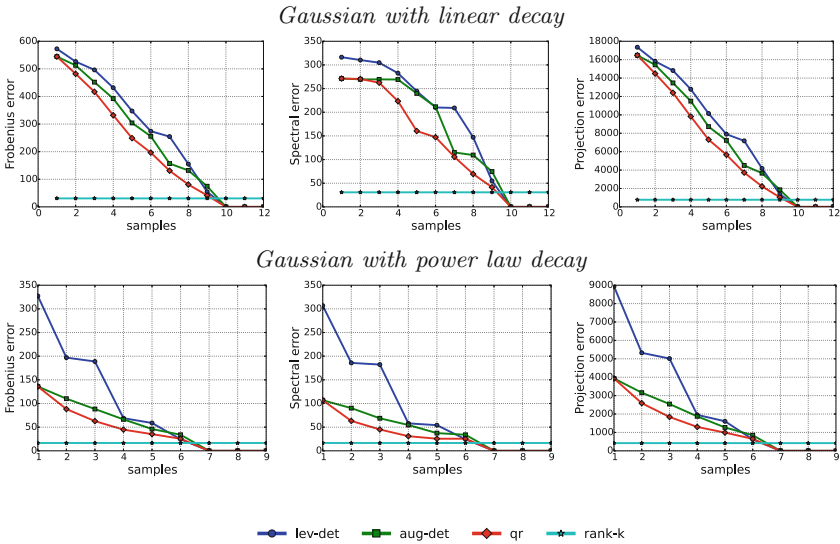 Gaussian with linear decay
Frobenius error
600
500
400
300
200
100
0
0 2 4 6 8 10 12
samples
Spectral error
350
300
250
200
150
100
50
0
0 2 4 6 8 10 12
samples
Projection error
18000
16000
14000
12000
10000
8000
6000
4000
2000
0
0 2 4 6 8 10 12
samples
Gaussian with power law decay
Frobenius error
350
300
250
200
150
100
50
0
1 2 3 4 5 6 7 8 9
samples
Spectral error
350
300
250
200
150
100
50
0
1 2 3 4 5 6 7 8 9
samples
Projection error
9000
8000
7000
6000
5000
4000
3000
2000
1000
0
1 2 3 4 5 6 7 8 9
samples
lev-det aug-det qr rank-k